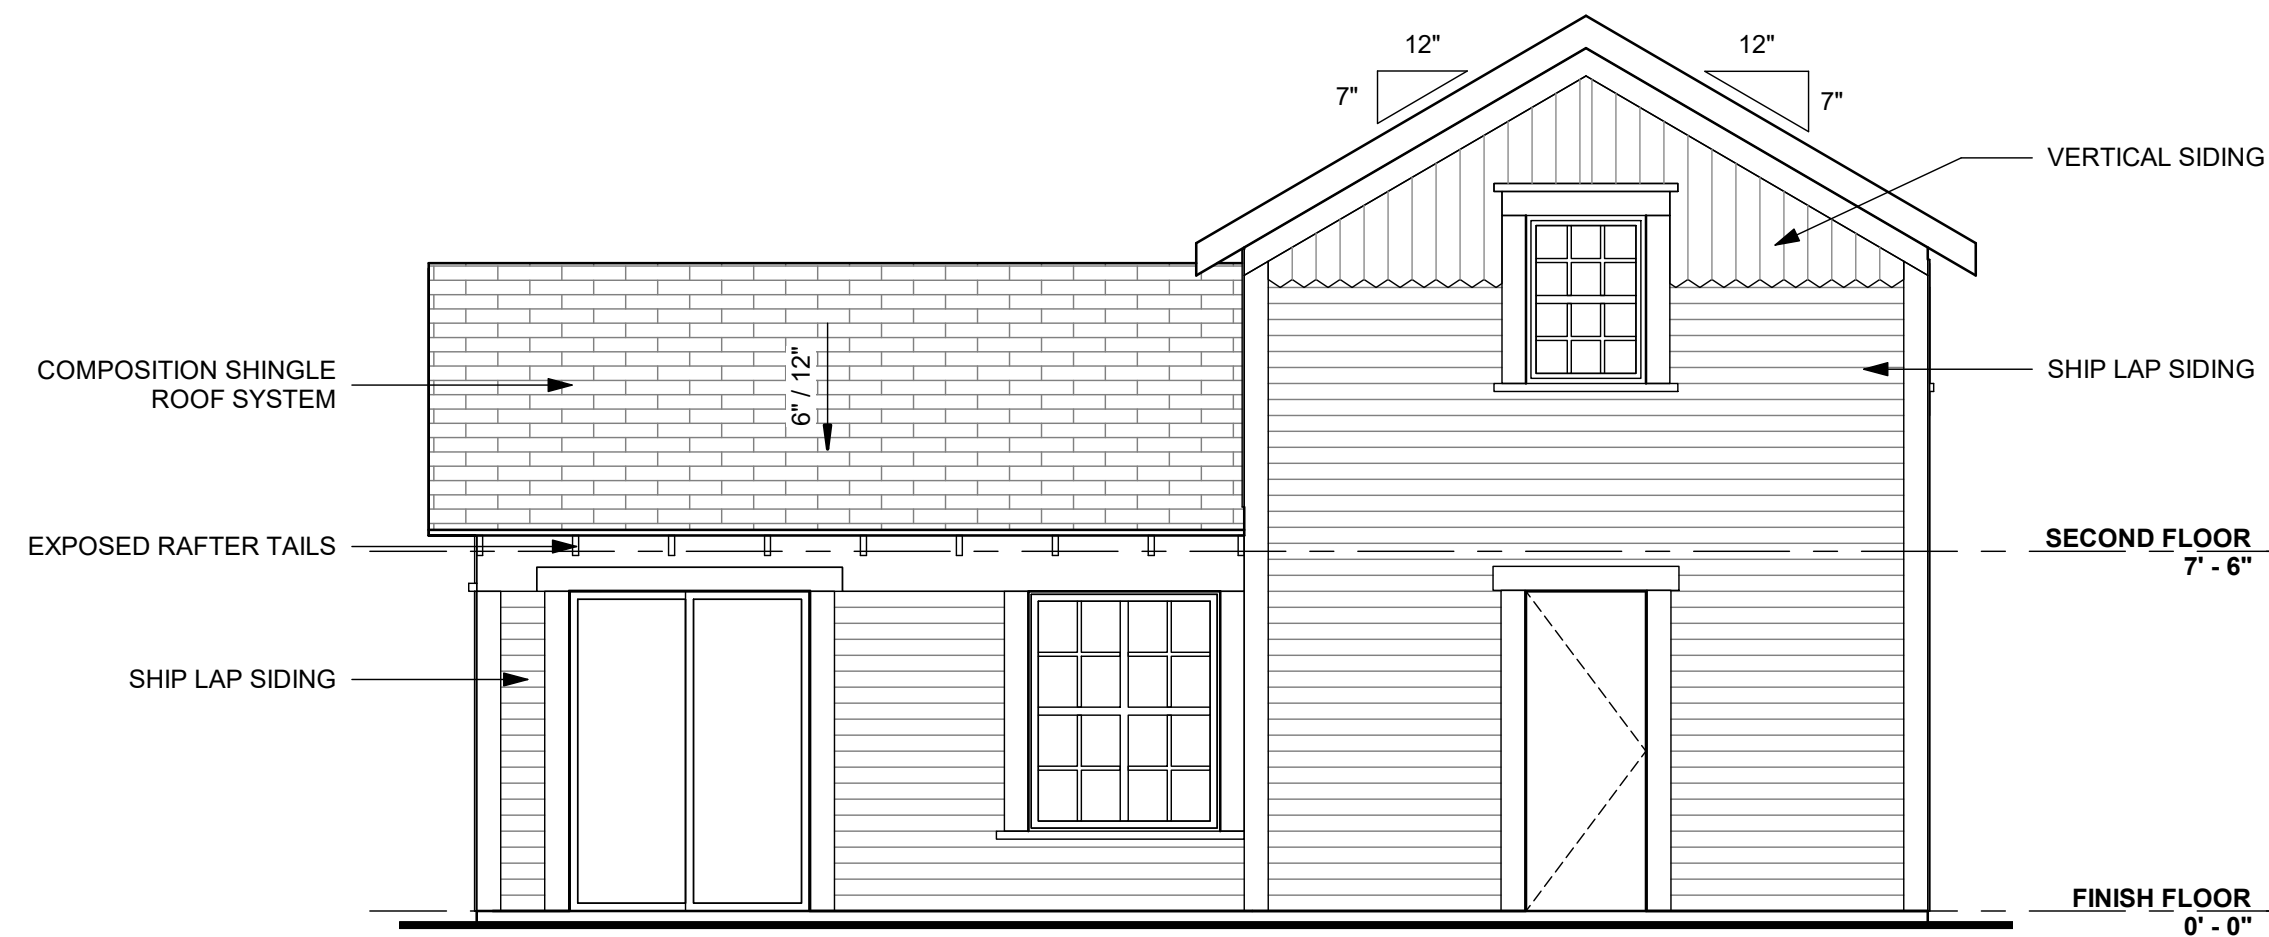 12"
7"
12"
7"
VERTICAL SIDING
COMPOSITION SHINGLE
ROOF SYSTEM
6" / 12"
SHIP LAP SIDING
EXPOSED RAFTER TAILS
SECOND FLOOR
7' - 6"
SHIP LAP SIDING
FINISH FLOOR
0' - 0"